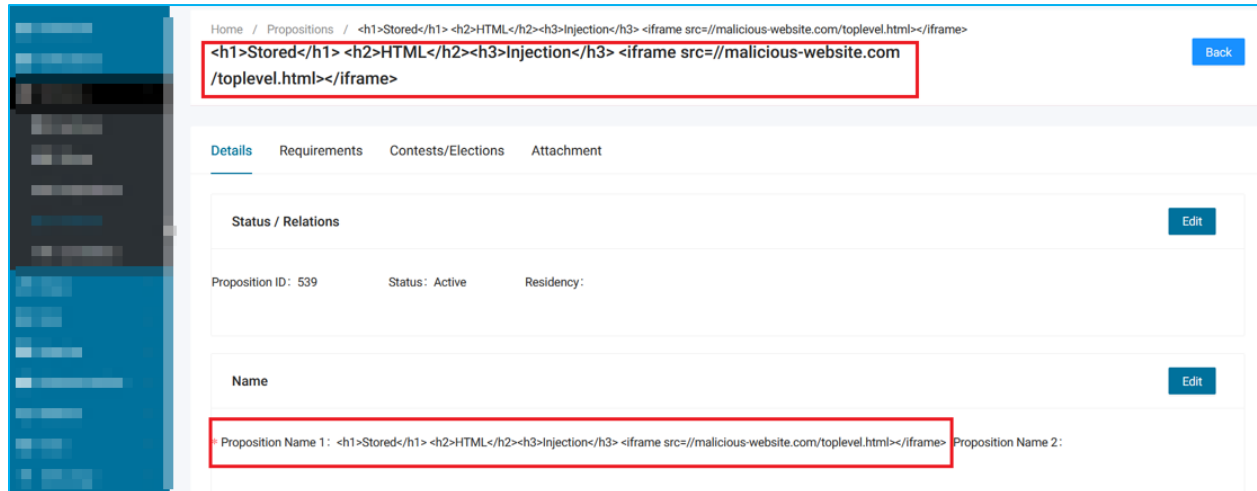 Home / Propositions / <h1>Stored</h1> <h2>HTML</h2><h3>Injection</h3> <iframe src=//malicious-website.com/toplevel.html></iframe>
<h1>Stored</h1> <h2>HTML</h2><h3>Injection</h3> <iframe src=//malicious-website.com
/toplevel.html></iframe>
Back
Details Requirements Contests/Elections Attachment
Status / Relations
Edit
Proposition ID: 539 Status: Active Residency:
Name
Edit
* Proposition Name 1: <h1>Stored</h1> <h2>HTML</h2><h3>Injection</h3> <iframe src=//malicious-website.com/toplevel.html></iframe> Proposition Name 2: